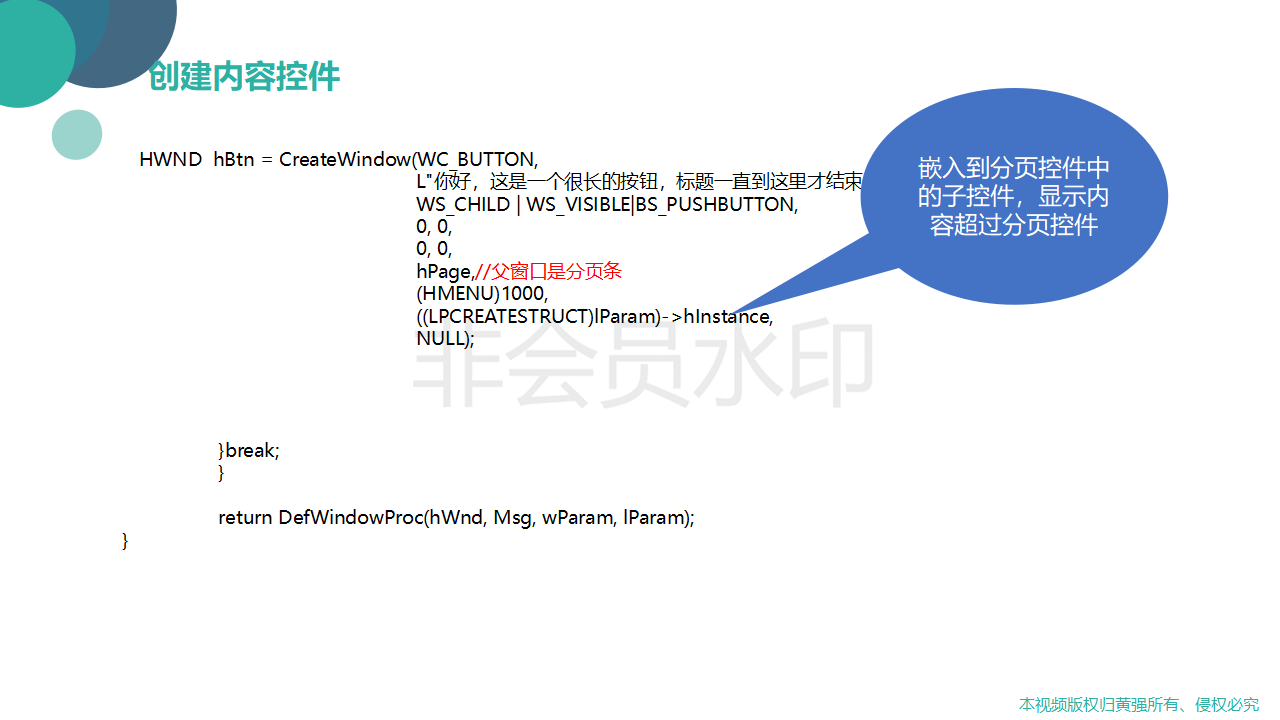 创建内容控件
HWND  hBtn = CreateWindow(WC_BUTTON,
L"你好，这是一个很长的按钮，标题一直到这里才结束
WS_CHILD | WS_VISIBLE|BS_PUSHBUTTON,
0, 0,
0, 0,
hPage,//父窗口是分页条
(HMENU)1000,
((LPCREATESTRUCT)lParam)->hInstance,
NULL);
嵌入到分页控件中
的子控件，显示内
容超过分页控件
非会员水印
}break;
}
return DefWindowProc(hWnd, Msg, wParam, lParam);
}
本视频版权归黄强所有、侵权必究